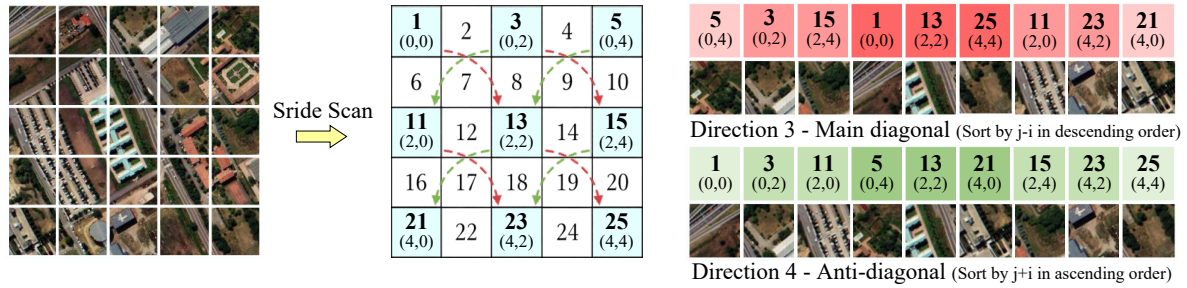 Sride Scan
1 2 3 4 5
(0,0) (0,2) (0,4)
6 7 8 9 10
11 12 13 14 15
(2,0) (2,2) (2,4)
16 17 18 19 20
21 22 23 24 25
(4,0) (4,2) (4,4)
5 3 15 1 13 25 11 23 21
(0,4) (0,2) (2,4) (0,0) (2,2) (4,4) (2,0) (4,2) (4,0)
Direction 3 - Main diagonal (Sort by j-i in descending order)
1 3 11 5 13 21 15 23 25
(0,0) (0,2) (2,0) (0,4) (2,2) (4,0) (2,4) (4,2) (4,4)
Direction 4 - Anti-diagonal (Sort by j+i in ascending order)